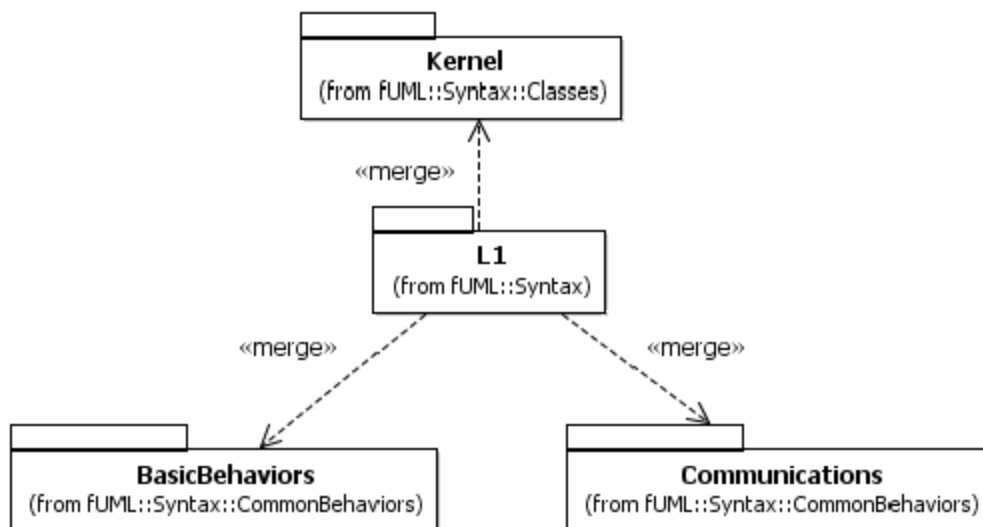 Kernel
(from fUML::Syntax::Classes)
«merge»
L1
(from fUML::Syntax)
«merge»
«merge»
BasicBehaviors
(from fUML::Syntax::CommonBehaviors)
Communications
(from fUML::Syntax::CommonBehaviors)